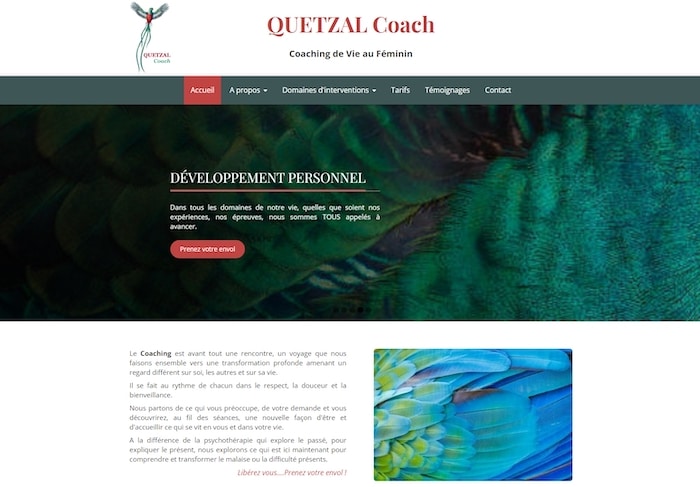 QUETZAL
Coach
QUETZAL Coach
Coaching de Vie au Féminin
Accueil A propos Domaines d'interventions Tarifs Témoignages Contact
DÉVELOPPEMENT PERSONNEL
Dans tous les domaines de notre vie, quelles que soient nos
expériences, nos épreuves, nous sommes TOUS appelés à
avancer.
Prenez votre envol
Le Coaching est avant tout une rencontre, un voyage que nous
faisons ensemble vers une transformation profonde amenant un
regard différent sur soi, les autres et sur sa vie.
Il se fait au rythme de chacun dans le respect, la douceur et la
bienveillance.
Nous partons de ce qui vous préoccupe, de votre demande et vous
découvrirez, au fil des séances, une nouvelle façon d'être et
d'accueillir ce qui se vit en vous et dans votre vie.
A la différence de la psychothérapie qui explore le passé, pour
expliquer le présent, nous explorons ce qui est ici maintenant pour
comprendre et transformer le malaise ou la difficulté présents.
Libérez vous....Prenez votre envol !